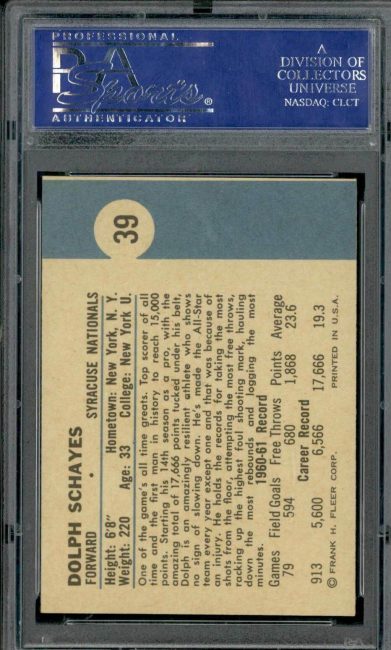 PROFESSIONAL
PSA
Sports®
AUTHENTICATOR
A
DIVISION OF
COLLECTORS
UNIVERSE
NASDAQ: CLCT
39
DOLPH SCHAYES
FORWARD • SYRACUSE NATIONALS
Height: 6'8" Hometown: New York, N. Y.
Weight: 220 Age: 33 College: New York U.
One of the game's all time greats. Top scorer of all
time and the first man in history to reach 15,000
points. Starting his 14th season as a pro, with the
amazing total of 17,666 points tucked under his belt,
Dolph is an amazingly resilient athlete who shows
no sign of slowing down. He's made the All-Star
team every year except one and that was because of
an injury. He holds the records for taking the most
shots from the floor, attempting the most free throws,
racking up the highest foul shooting mark, hauling
down the most rebounds and logging the most
minutes.
1960-61 Record
Games Field Goals Free Throws Points Average
79 594 680 1,868 23.6
Career Record
913 5,600 6,566 17,666 19.3
© FRANK H. FLEER CORP. PRINTED IN U.S.A.